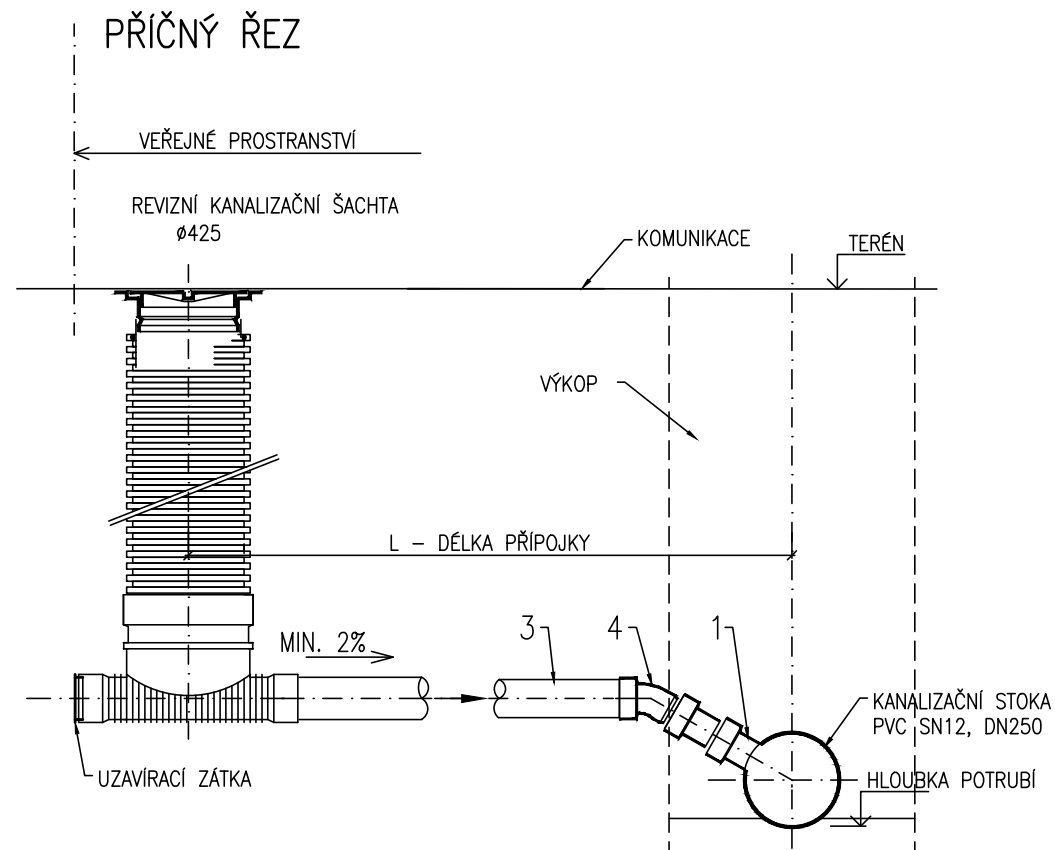 PŘÍČNÝ ŘEZ
VEŘEJNÉ PROSTRANSTVÍ
REVIZNÍ KANALIZAČNÍ ŠACHTA
ø425
KOMUNIKACE
TERÉN
VÝKOP
L – DÉLKA PŘÍPOJKY
MIN. 2%
3
4
1
KANALIZAČNÍ STOKA
PVC SN12, DN250
UZAVÍRACÍ ZÁTKA
HLOUBKA POTRUBÍ